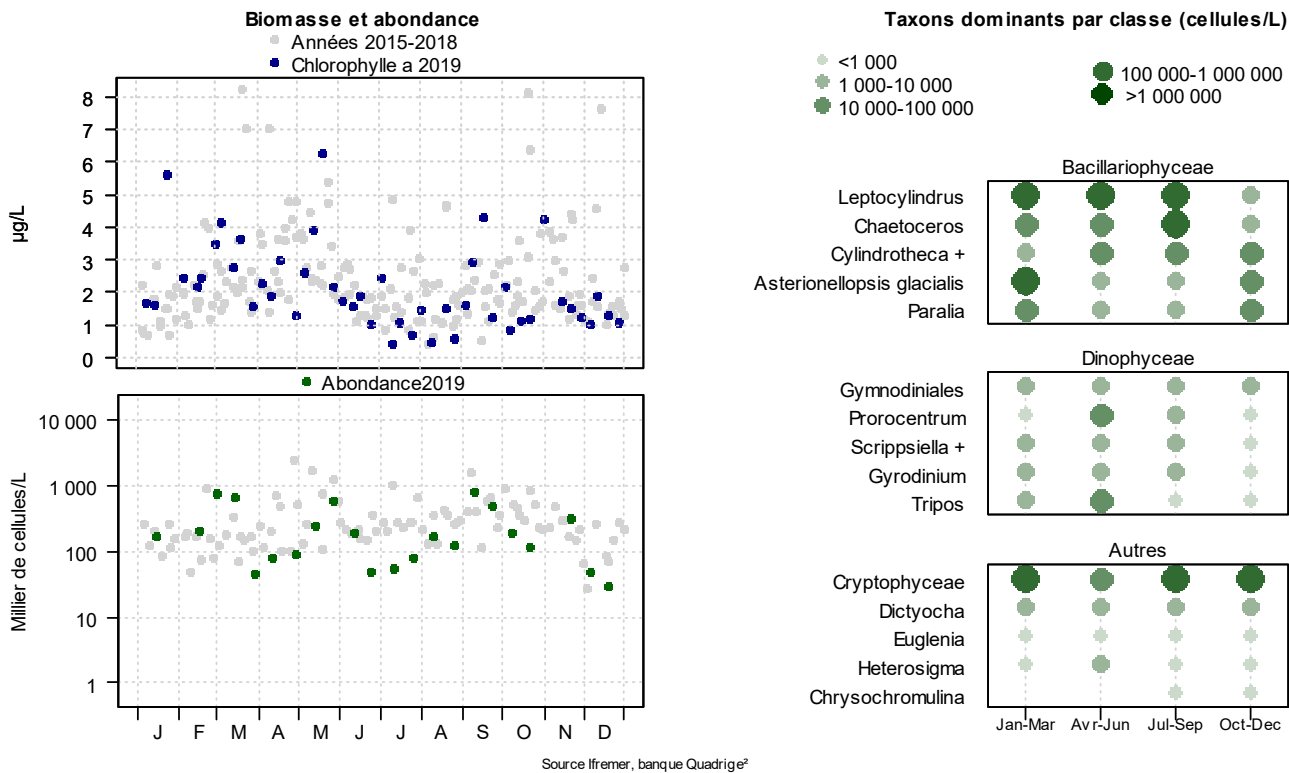 Biomasse et abondance
Années 2015-2018
Chlorophylle a 2019
8
7
6
5
4
3
2
1
0
µg/L
Abondance2019
10 000
1 000
100
10
1
Millier de cellules/L
J F M A M J J A S O N D
Taxons dominants par classe (cellules/L)
<1 000
1 000-10 000
10 000-100 000
100 000-1 000 000
>1 000 000
Bacillariophyceae
Leptocylindrus
Chaetoceros
Cylindrotheca +
Asterionellopsis glacialis
Paralia
Dinophyceae
Gymnodiniales
Prorocentrum
Scrippsiella +
Gyrodinium
Tripos
Autres
Cryptophyceae
Dictyocha
Euglenia
Heterosigma
Chrysochromulina
Jan-Mar Avr-Jun Jul-Sep Oct-Dec
Source Ifremer, banque Quadrige²